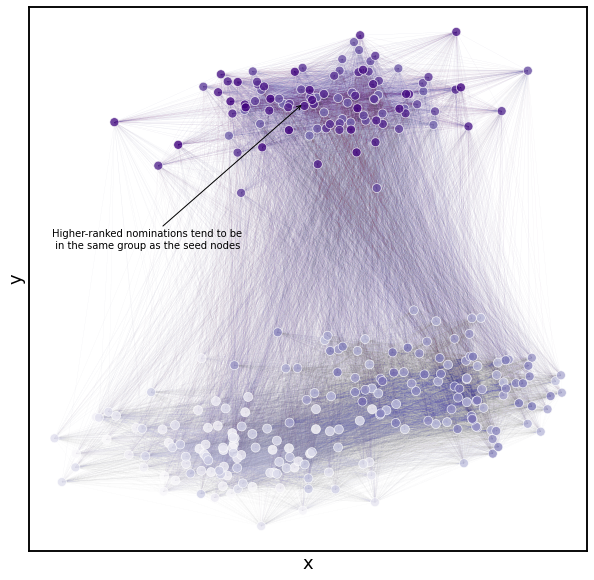 Higher-ranked nominations tend to be
in the same group as the seed nodes
y
x